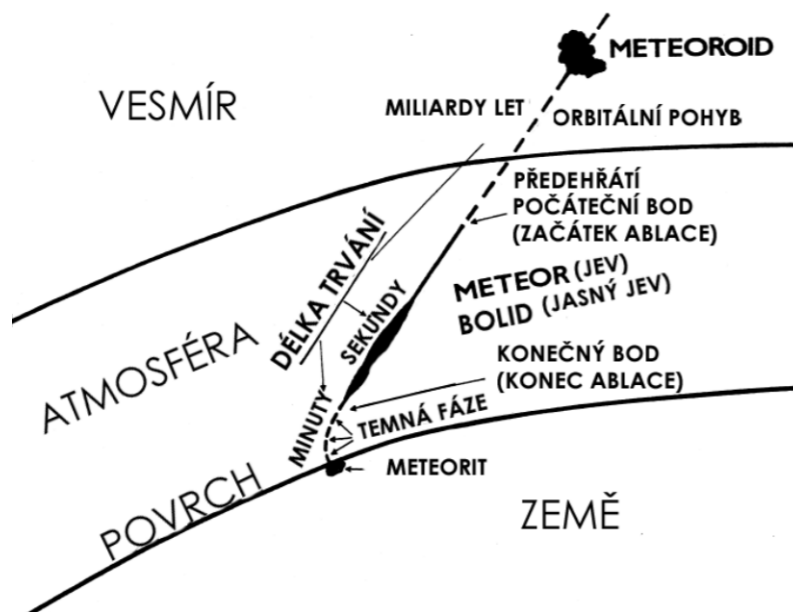 METEOROID
VESMÍR
MILIARDY LET
ORBITÁLNÍ POHYB
PŘEDEHŘÁTÍ
POČÁTEČNÍ BOD
(ZAČÁTEK ABLACE)
DÉLKA TRVÁNÍ
METEOR (JEV)
BOLID (JASNÝ JEV)
SEKUNDY
ATMOSFÉRA
KONEČNÝ BOD
(KONEC ABLACE)
MINUTY
TEMNÁ FÁZE
METEORIT
POVRCH
ZEMĚ